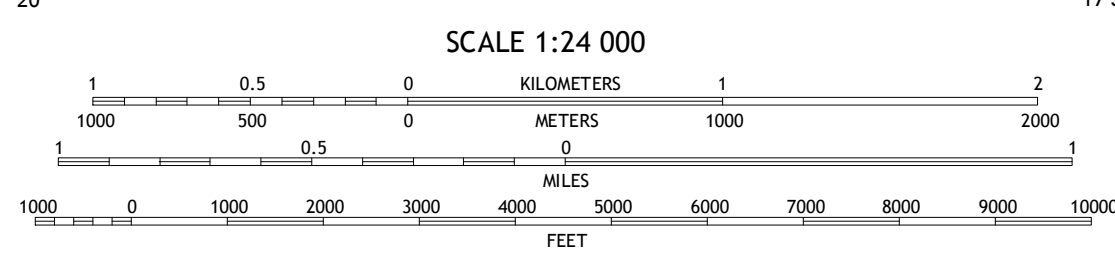 20
SCALE 1:24 000
1 0.5 0 KILOMETERS 1 2
1000 500 0 METERS 1000 2000
1 0.5 0 1
MILES
1000 0 1000 2000 3000 4000 5000 6000 7000 8000 9000 10000
FEET